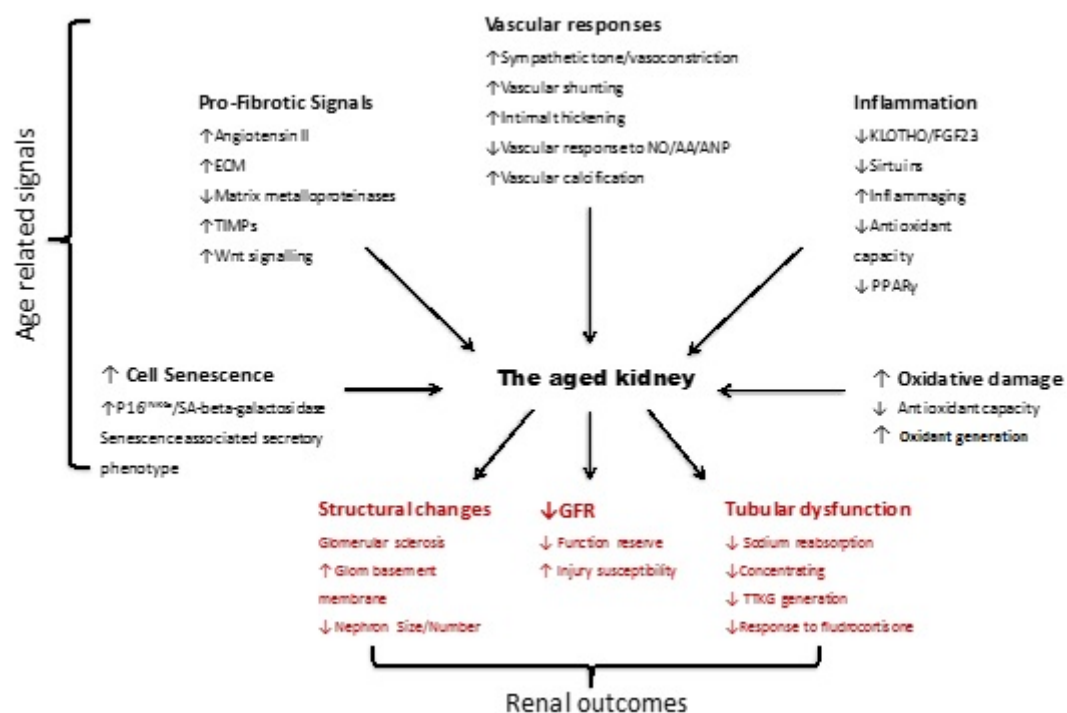 Age related signals
Vascular responses
↑Sympathetic tone/vasoconstriction
↑Vascular shunting
↑Intimal thickening
↓Vascular response to NO/AA/ANP
↑Vascular calcification
Pro-Fibrotic Signals
↑Angiotensin II
↑ECM
↓Matrix metalloproteinases
↑TIMPs
↑Wnt signalling
Inflammation
↓KLOTHO/FGF23
↓Sirtuins
↑Inflammaging
↓Antioxidant
capacity
↓PPARγ
↑ Cell Senescence
↑P16/SA-beta-galactosidase
Senescence associated secretory
phenotype
The aged kidney
↑ Oxidative damage
↓ Antioxidant capacity
↑ Oxidant generation
Structural changes
Glomerular sclerosis
↑ Glom basement
membrane
↓ Nephron Size/Number
↓GFR
↓ Function reserve
↑ Injury susceptibility
Tubular dysfunction
↓ Sodium reabsorption
↓Concentrating
↓ TTKG generation
↓Response to fludrocortisone
Renal outcomes